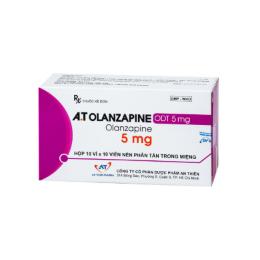 Rx THUỐC KÊ ĐƠN
GMP - WHO
A.T OLANZAPINE ODT 5 mg
Olanzapine
5 mg
HỘP 10 VỈ x 10 VIÊN NÉN PHÂN TÁN TRONG MIỆNG
AT
CÔNG TY CỔ PHẦN DƯỢC PHẨM AN THIÊN